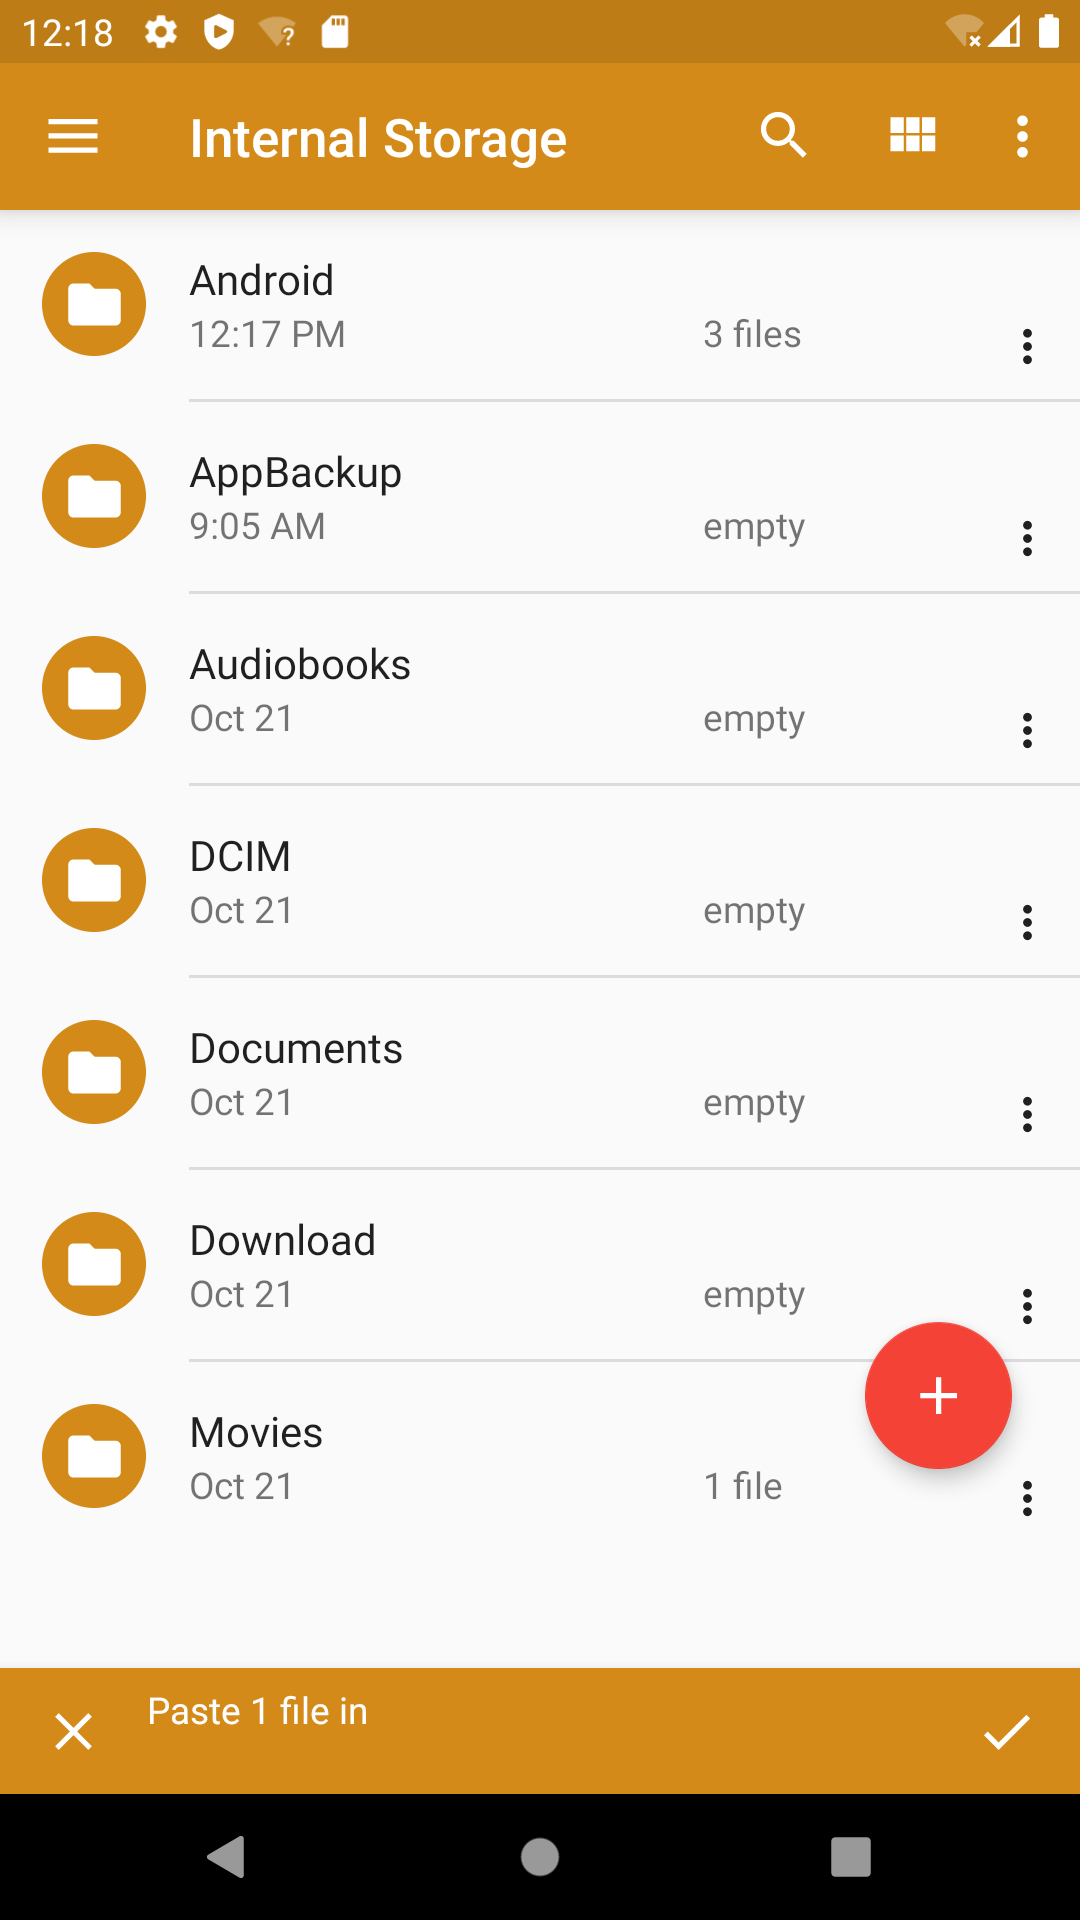 12:18
Internal Storage
Android
12:17 PM 3 files
AppBackup
9:05 AM empty
Audiobooks
Oct 21 empty
DCIM
Oct 21 empty
Documents
Oct 21 empty
Download
Oct 21 empty
Movies
Oct 21 1 file
Paste 1 file in